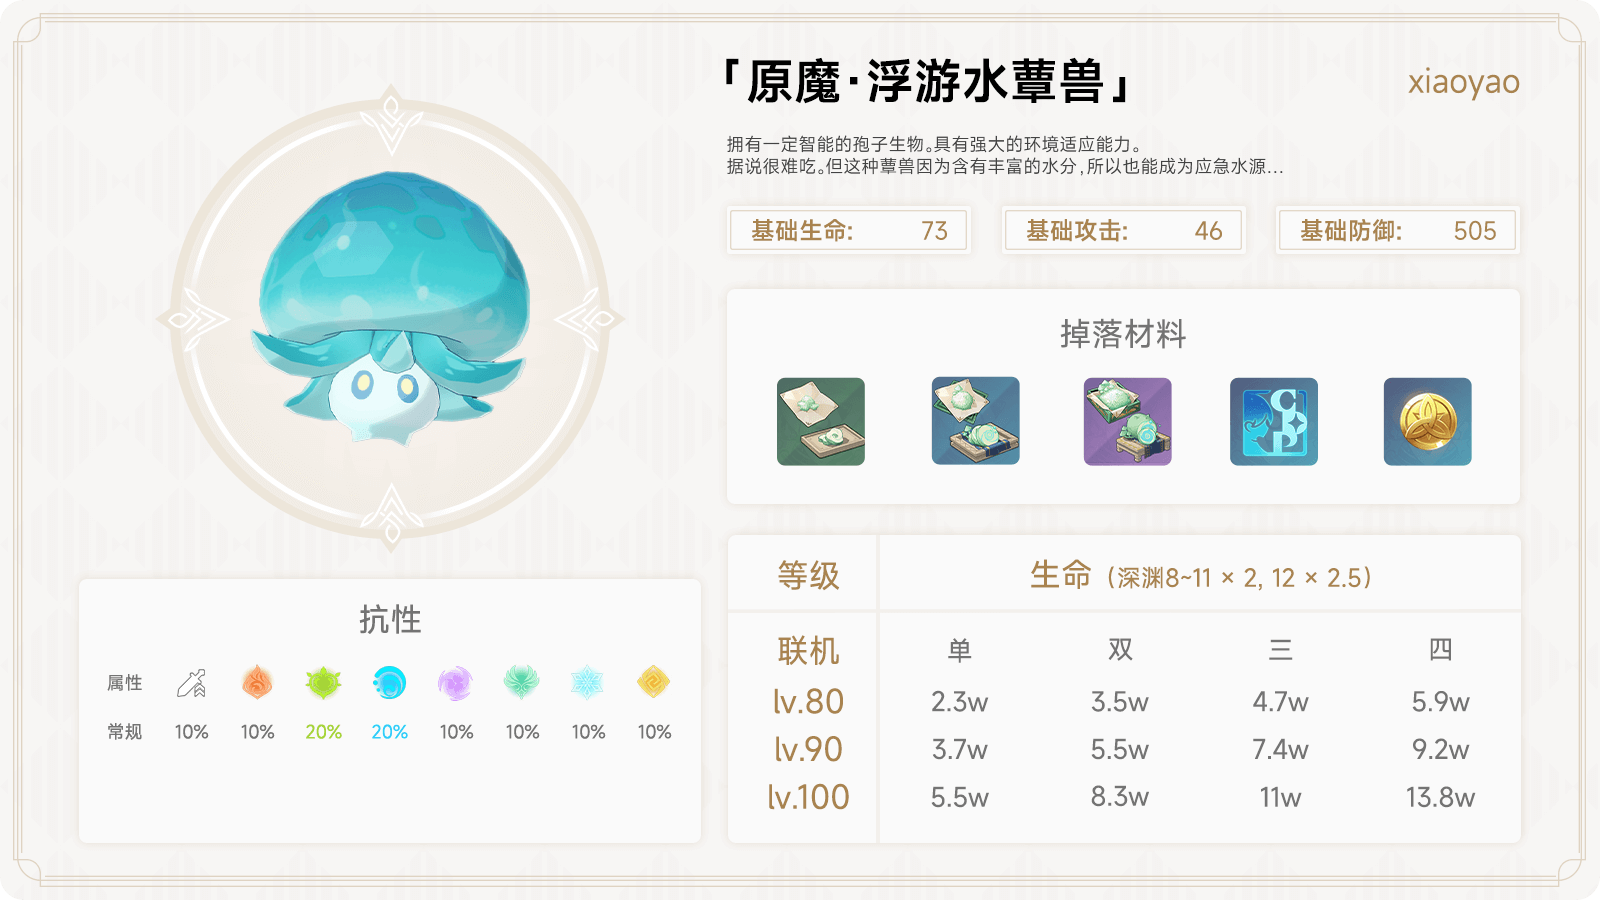 「原魔·浮游水蕈兽」
xiaoyao
拥有一定智能的孢子生物。具有强大的环境适应能力。
据说很难吃。但这种蕈兽因为含有丰富的水分,所以也能成为应急水源...
基础生命: 73
基础攻击: 46
基础防御: 505
掉落材料
EXP
抗性
属性
常规 10% 10% 20% 20% 10% 10% 10% 10%
等级 生命 (深渊8~11 × 2, 12 × 2.5)
联机 单 双 三 四
lv.80 2.3w 3.5w 4.7w 5.9w
lv.90 3.7w 5.5w 7.4w 9.2w
lv.100 5.5w 8.3w 11w 13.8w